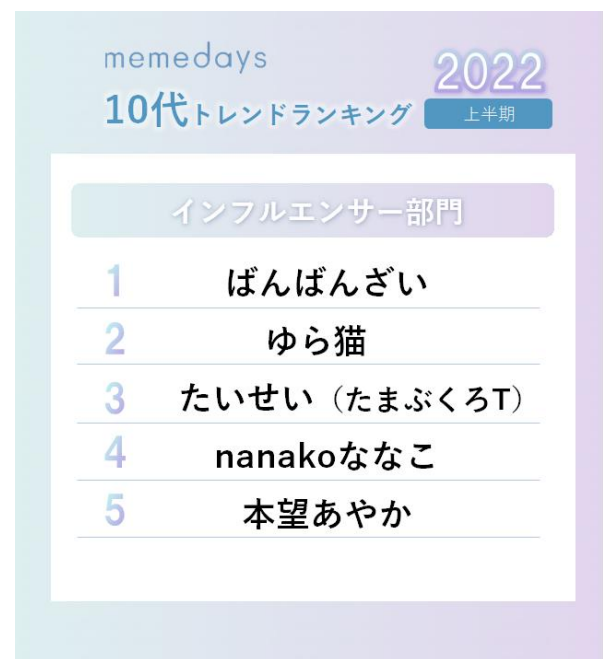 memedays
2022
10代トレンドランキング
上半期
インフルエンサー部門
1 ばんばんざい
2 ゆら猫
3 たいせい（たまぶくろT）
4 nanakoななこ
5 本望あやか